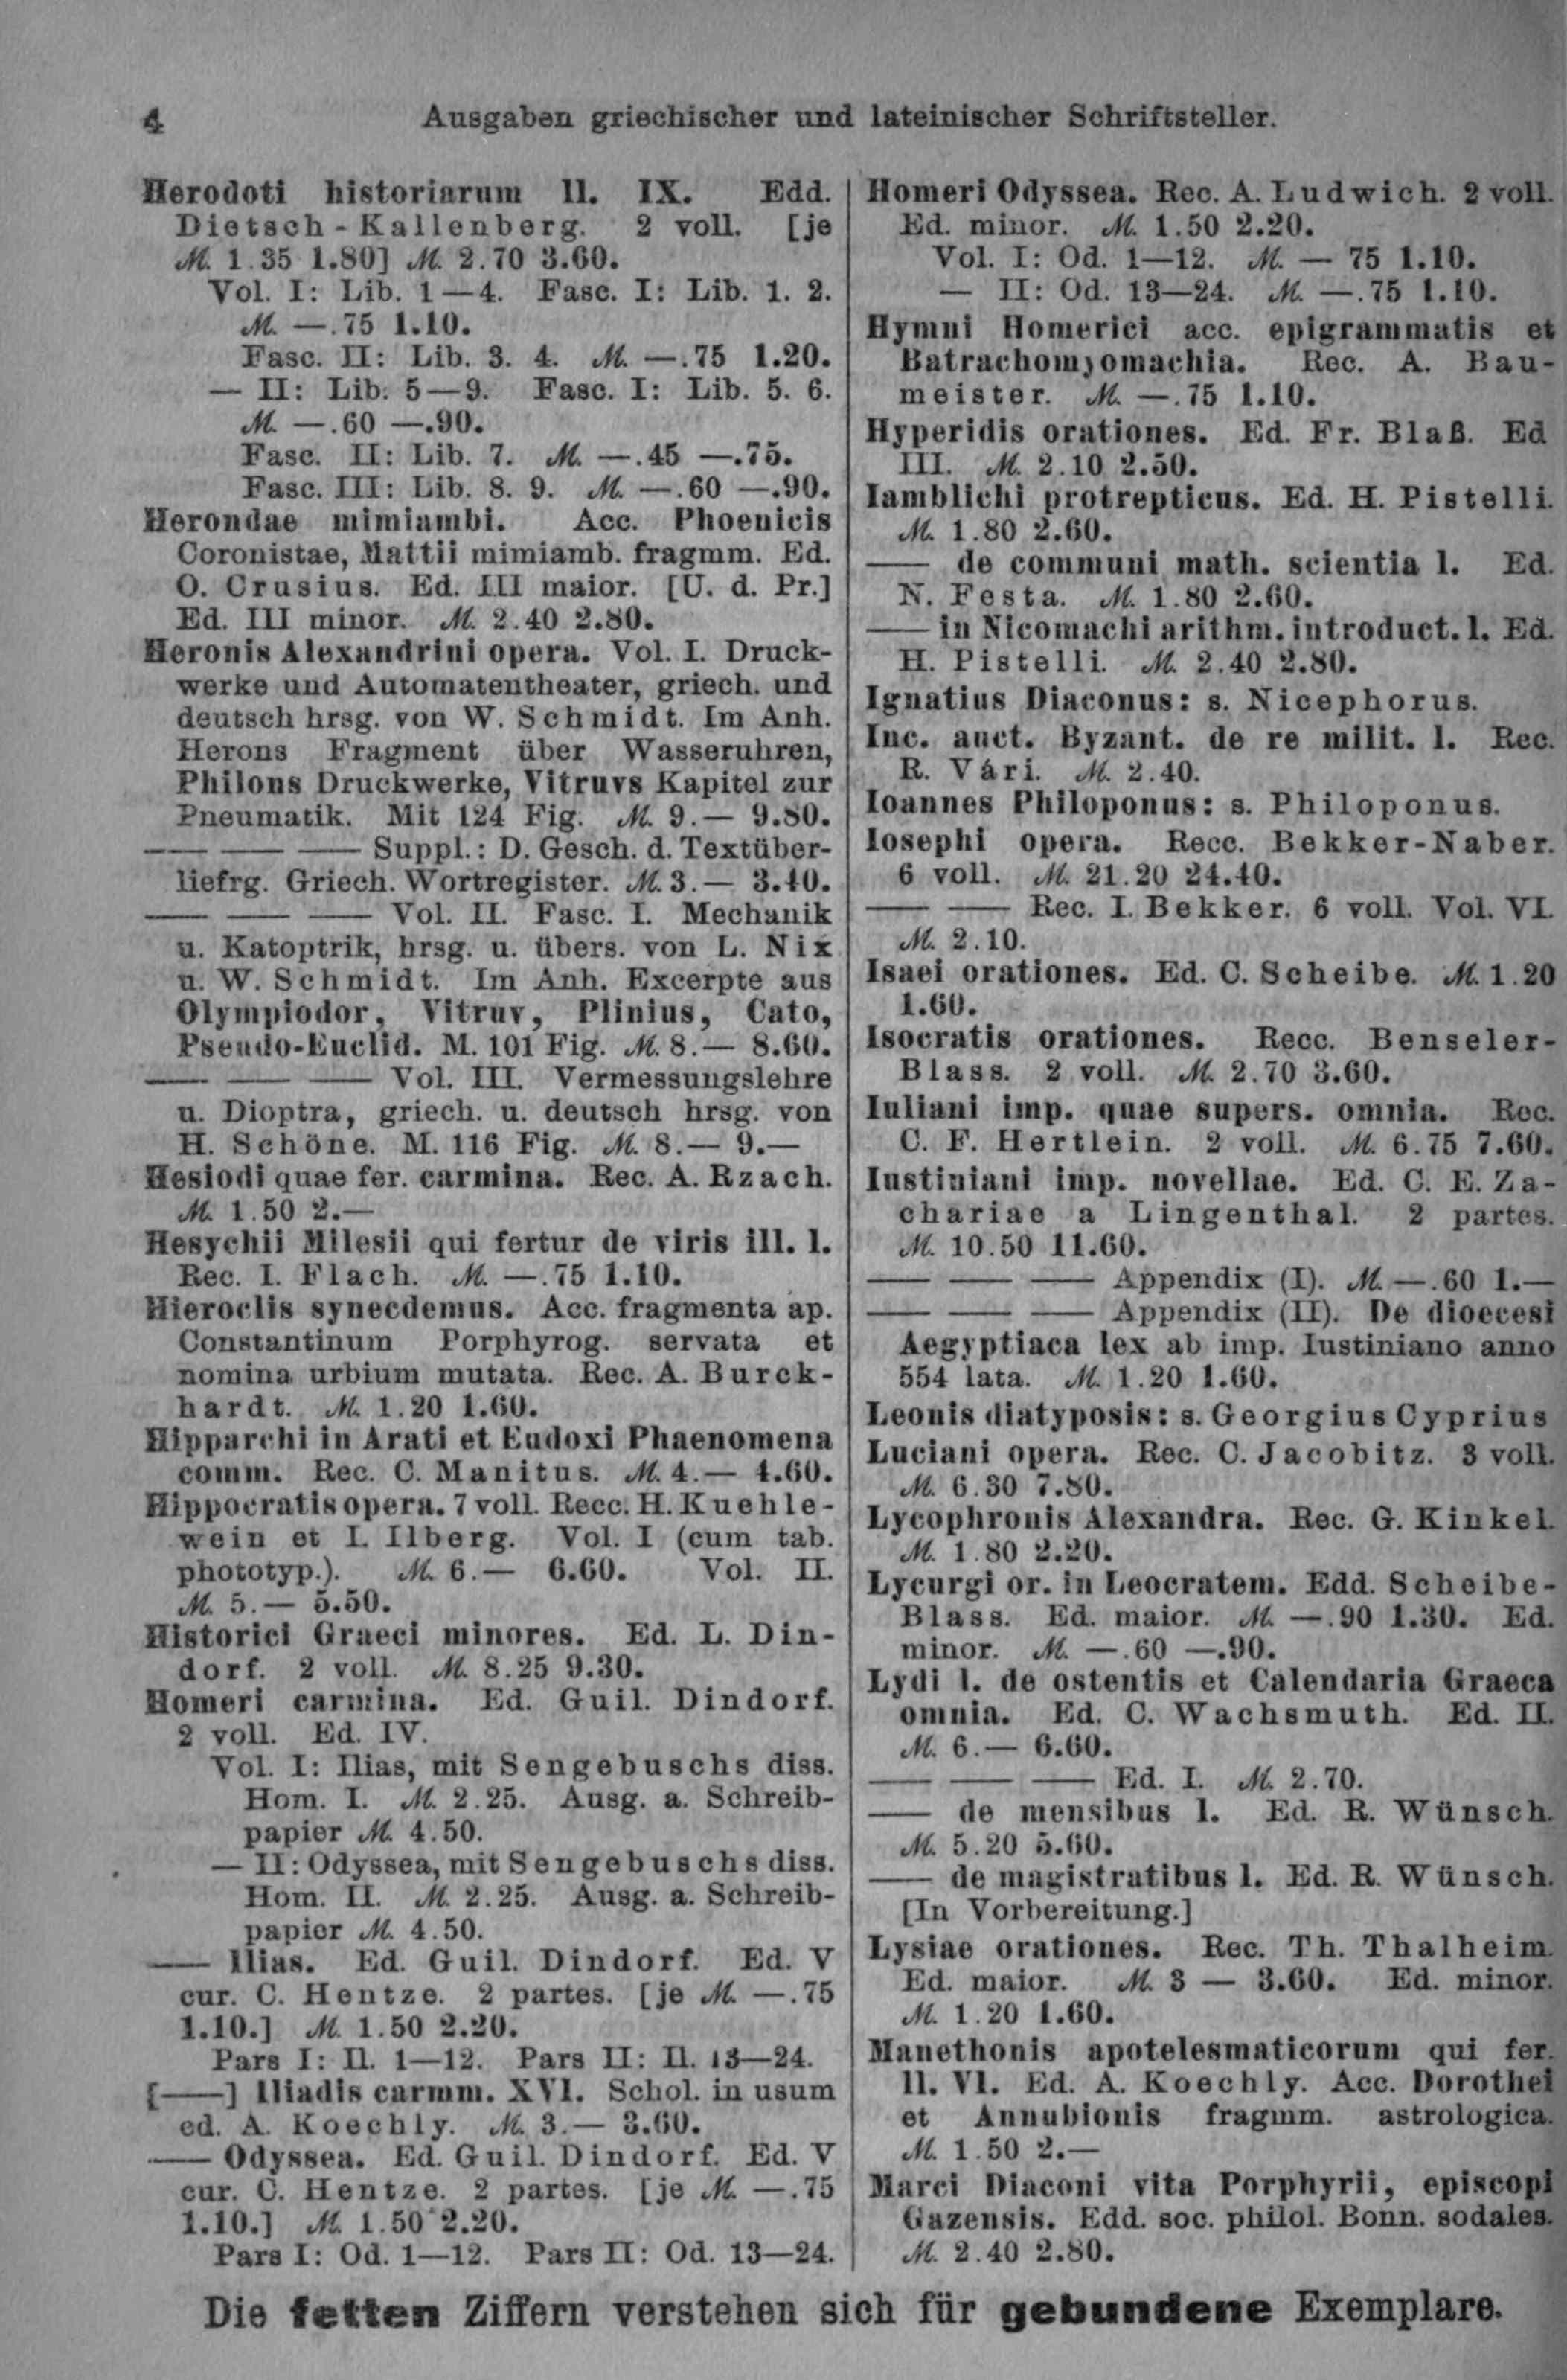 4
Ausgaben griechischer und lateinischer Schriftsteller.
Herodoti historiarum ll. IX. Edd.
Dietsch-Kallenberg. 2 voll. [je
M. 1.35 1.80] M. 2.70 3.60.
Vol. I: Lib. 1—4. Fasc. I: Lib. 1. 2.
M. —.75 1.10.
Fasc. II: Lib. 3. 4. M. —.75 1.20.
— II: Lib. 5—9. Fasc. I: Lib. 5. 6.
M. —.60 —.90.
Fasc. II: Lib. 7. M. —.45 —.75.
Fasc. III: Lib. 8. 9. M. —.60 —.90.
Herondae mimiambi. Acc. Phoenicis
Coronistae, Mattii mimiamb. fragmm. Ed.
O. Crusius. Ed. III maior. [U. d. Pr.]
Ed. III minor. M. 2.40 2.80.
Heronis Alexandrini opera. Vol. I. Druck-
werke und Automatentheater, griech. und
deutsch hrsg. von W. Schmidt. Im Anh.
Herons Fragment über Wasseruhren,
Philons Druckwerke, Vitruvs Kapitel zur
Pneumatik. Mit 124 Fig. M. 9.— 9.80.
—— —— —— Suppl.: D. Gesch. d. Textüber-
liefrg. Griech. Wortregister. M. 3.— 3.40.
—— —— —— Vol. II. Fasc. I. Mechanik
u. Katoptrik, hrsg. u. übers. von L. Nix
u. W. Schmidt. Im Anh. Excerpte aus
Olympiodor, Vitruv, Plinius, Cato,
Pseudo-Euclid. M. 101 Fig. M. 8.— 8.60.
—— —— —— Vol. III. Vermessungslehre
u. Dioptra, griech. u. deutsch hrsg. von
H. Schöne. M. 116 Fig. M. 8.— 9.—
Hesiodi quae fer. carmina. Rec. A. Rzach.
M. 1.50 2.—
Hesychii Milesii qui fertur de viris ill. l.
Rec. I. Flach. M. —.75 1.10.
Hieroclis synecdemus. Acc. fragmenta ap.
Constantinum Porphyrog. servata et
nomina urbium mutata. Rec. A. Burck-
hardt. M. 1.20 1.60.
Hipparchi in Arati et Eudoxi Phaenomena
comm. Rec. C. Manitus. M. 4.— 4.60.
Hippocratis opera. 7 voll. Recc. H. Kuehle-
wein et I. Ilberg. Vol. I (cum tab.
phototyp.). M. 6.— 6.60. Vol. II.
M. 5.— 5.50.
Historici Graeci minores. Ed. L. Din-
dorf. 2 voll. M. 8.25 9.30.
Homeri carmina. Ed. Guil. Dindorf.
2 voll. Ed. IV.
Vol. I: Ilias, mit Sengebuschs diss.
Hom. I. M. 2.25. Ausg. a. Schreib-
papier M. 4.50.
— II: Odyssea, mit Sengebuschs diss.
Hom. II. M. 2.25. Ausg. a. Schreib-
papier M. 4.50.
—— Ilias. Ed. Guil. Dindorf. Ed. V
cur. C. Hentze. 2 partes. [je M. —.75
1.10.] M. 1.50 2.20.
Pars I: Il. 1—12. Pars II: Il. 13—24.
[——] Iliadis carmm. XVI. Schol. in usum
ed. A. Koechly. M. 3.— 3.60.
—— Odyssea. Ed. Guil. Dindorf. Ed. V
cur. C. Hentze. 2 partes. [je M. —.75
1.10.] M. 1.50 2.20.
Pars I: Od. 1—12. Pars II: Od. 13—24.
Homeri Odyssea. Rec. A. Ludwich. 2 voll.
Ed. minor. M. 1.50 2.20.
Vol. I: Od. 1—12. M. — 75 1.10.
— II: Od. 13—24. M. —.75 1.10.
Hymni Homerici acc. epigrammatis et
Batrachomyomachia. Rec. A. Bau-
meister. M. —.75 1.10.
Hyperidis orationes. Ed. Fr. Blaß. Ed
III. M. 2.10 2.50.
Iamblichi protrepticus. Ed. H. Pistelli.
M. 1.80 2.60.
—— de communi math. scientia l. Ed.
N. Festa. M. 1.80 2.60.
—— in Nicomachi arithm. introduct. l. Ed.
H. Pistelli. M. 2.40 2.80.
Ignatius Diaconus: s. Nicephorus.
Inc. auct. Byzant. de re milit. l. Rec.
R. Vári. M. 2.40.
Ioannes Philoponus: s. Philoponus.
Iosephi opera. Recc. Bekker-Naber.
6 voll. M. 21.20 24.40.
—— —— Rec. I. Bekker. 6 voll. Vol. VI.
M. 2.10.
Isaei orationes. Ed. C. Scheibe. M. 1.20
1.60.
Isocratis orationes. Recc. Benseler-
Blass. 2 voll. M. 2.70 3.60.
Iuliani imp. quae supers. omnia. Rec.
C. F. Hertlein. 2 voll. M. 6.75 7.60.
Iustiniani imp. novellae. Ed. C. E. Za-
chariae a Lingenthal. 2 partes.
M. 10.50 11.60.
—— —— —— Appendix (I). M. —.60 1.—
—— —— —— Appendix (II). De dioecesi
Aegyptiaca lex ab imp. Iustiniano anno
554 lata. M. 1.20 1.60.
Leonis diatyposis: s. Georgius Cyprius
Luciani opera. Rec. C. Jacobitz. 3 voll.
M. 6.30 7.80.
Lycophronis Alexandra. Rec. G. Kinkel.
M. 1.80 2.20.
Lycurgi or. in Leocratem. Edd. Scheibe-
Blass. Ed. maior. M. —.90 1.30. Ed.
minor. M. —.60 —.90.
Lydi l. de ostentis et Calendaria Graeca
omnia. Ed. C. Wachsmuth. Ed. II.
M. 6.— 6.60.
—— —— —— Ed. I. M. 2.70.
—— de mensibus l. Ed. R. Wünsch.
M. 5.20 5.60.
—— de magistratibus l. Ed. R. Wünsch.
[In Vorbereitung.]
Lysiae orationes. Rec. Th. Thalheim.
Ed. maior. M. 3 — 3.60. Ed. minor.
M. 1.20 1.60.
Manethonis apotelesmaticorum qui fer.
ll. VI. Ed. A. Koechly. Acc. Dorothei
et Annubionis fragmm. astrologica.
M. 1.50 2.—
Marci Diaconi vita Porphyrii, episcopi
Gazensis. Edd. soc. philol. Bonn. sodales.
M. 2.40 2.80.
Die fetten Ziffern verstehen sich für gebundene Exemplare.